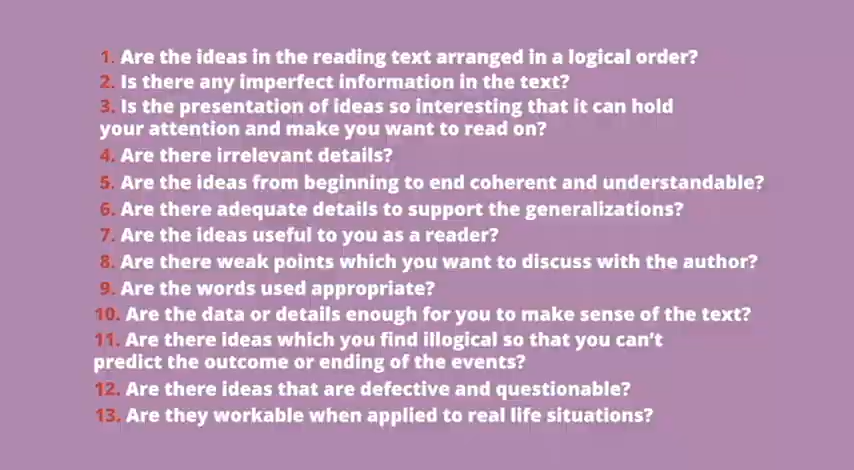 1. Are the ideas in the reading text arranged in a logical order?
2. Is there any imperfect information in the text?
3. Is the presentation of ideas so interesting that it can hold
your attention and make you want to read on?
4. Are there irrelevant details?
5. Are the ideas from beginning to end coherent and understandable?
6. Are there adequate details to support the generalizations?
7. Are the ideas useful to you as a reader?
8. Are there weak points which you want to discuss with the author?
9. Are the words used appropriate?
10. Are the data or details enough for you to make sense of the text?
11. Are there ideas which you find illogical so that you can't
predict the outcome or ending of the events?
12. Are there ideas that are defective and questionable?
13. Are they workable when applied to real life situations?